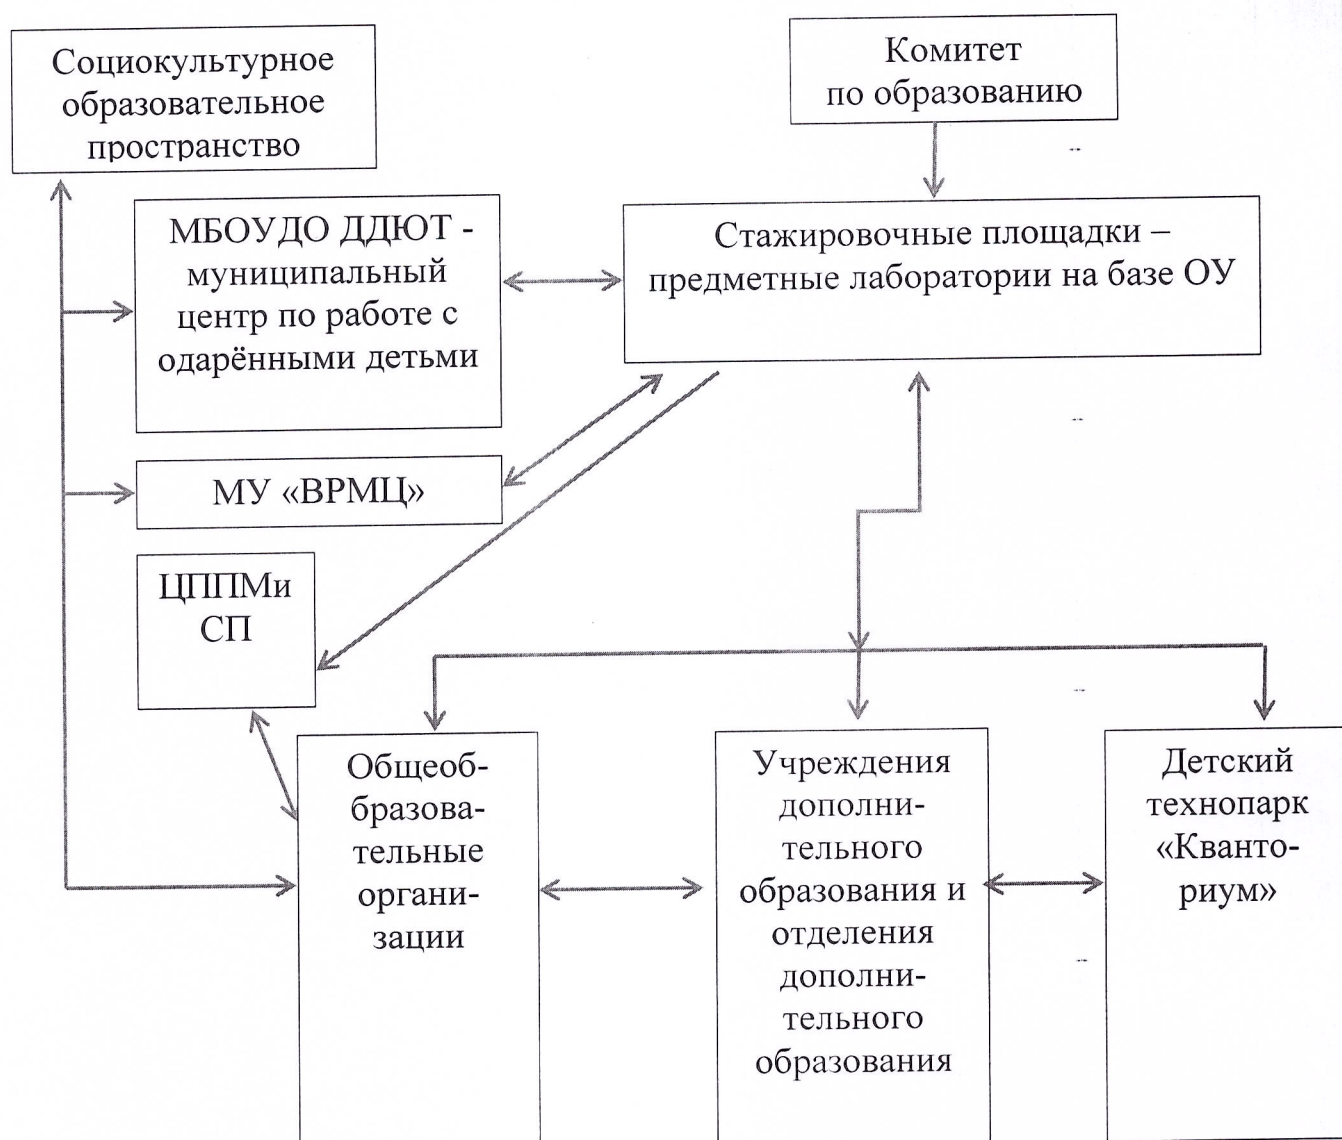 Социокультурное
образовательное
пространство
Комитет
по образованию
МБОУДО ДДЮТ -
муниципальный
центр по работе с
одарёнными детьми
Стажировочные площадки –
предметные лаборатории на базе ОУ
МУ «ВРМЦ»
ЦППМи
СП
Общеоб-
бразова-
тельные
органи-
зации
Учреждения
дополни-
тельного
образования и
отделения
дополни-
тельного
образования
Детский
технопарк
«Кванто-
риум»